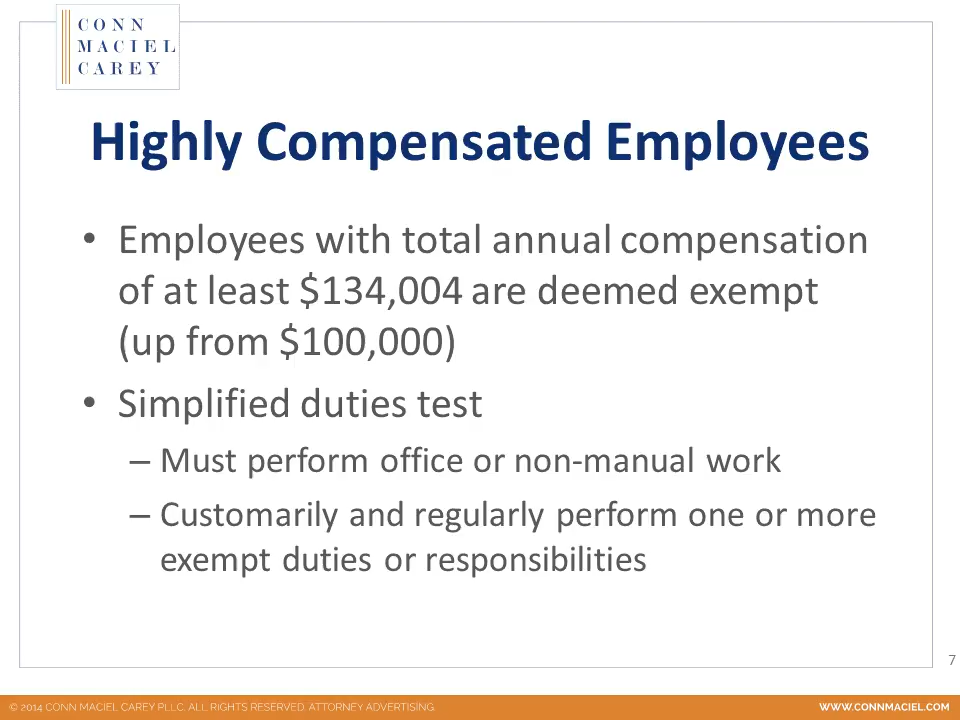 CONN
MACIEL
CAREY
Highly Compensated Employees
• Employees with total annual compensation
of at least $134,004 are deemed exempt
(up from $100,000)
• Simplified duties test
– Must perform office or non-manual work
– Customarily and regularly perform one or more
exempt duties or responsibilities
7
© 2014 CONN MACIEL CAREY PLLC. ALL RIGHTS RESERVED. ATTORNEY ADVERTISING.
WWW.CONNMACIEL.COM